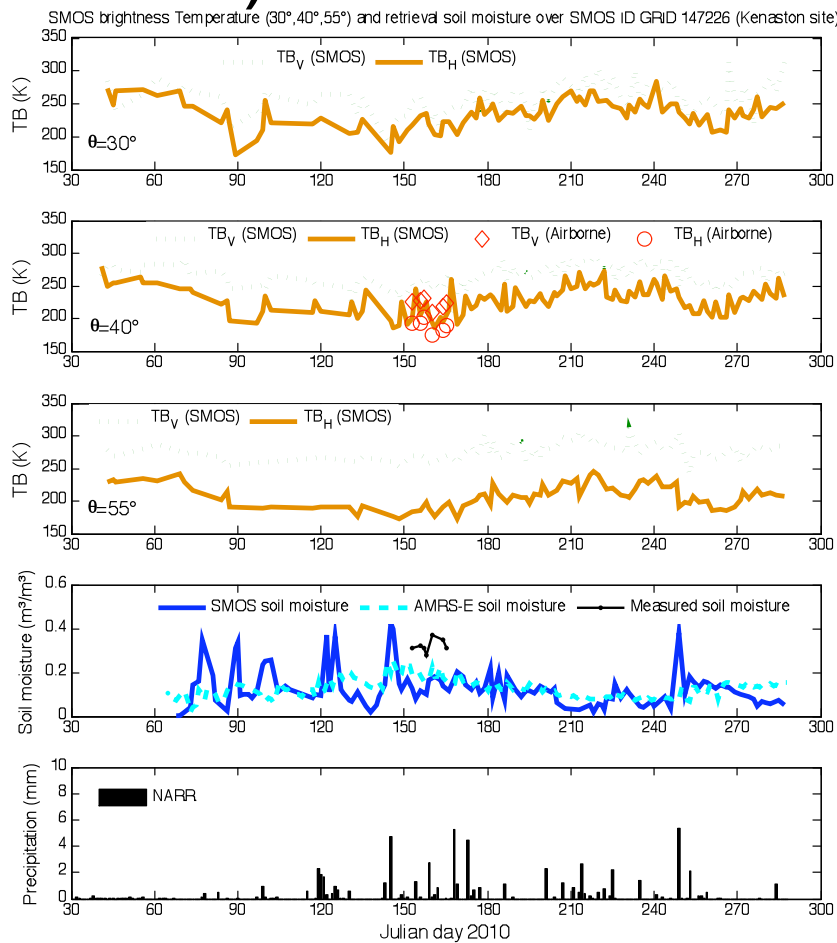 SMOS brightness Temperature (30°,40°,55°) and retrieval soil moisture over SMOS ID GRID 147226 (Kenaston site)
350
300
250
200
150
TB (K)
TB_V (SMOS) TB_H (SMOS)
θ=30°
30 60 90 120 150 180 210 240 270 300
350
300
250
200
150
TB (K)
TB_V (SMOS) TB_H (SMOS) TB_V (Airborne) TB_H (Airborne)
θ=40°
30 60 90 120 150 180 210 240 270 300
350
300
250
200
150
TB (K)
TB_V (SMOS) TB_H (SMOS)
θ=55°
30 60 90 120 150 180 210 240 270 300
0.6
0.4
0.2
0
Soil moisture (m³/m³)
SMOS soil moisture AMRS-E soil moisture Measured soil moisture
30 60 90 120 150 180 210 240 270 300
10
8
6
4
2
0
Precipitation (mm)
NARR
30 60 90 120 150 180 210 240 270 300
Julian day 2010